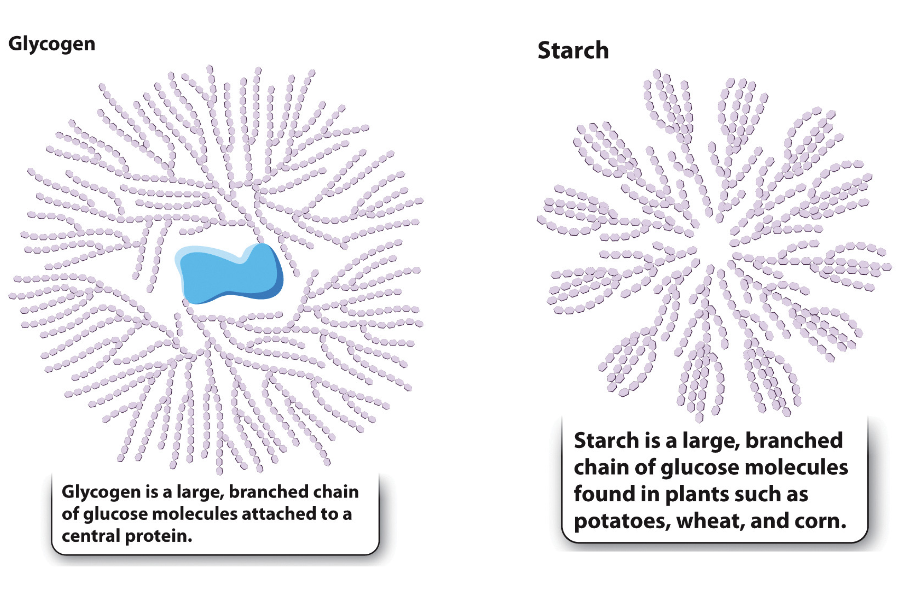 Glycogen
Starch
Glycogen is a large, branched chain
of glucose molecules attached to a
central protein.
Starch is a large, branched
chain of glucose molecules
found in plants such as
potatoes, wheat, and corn.